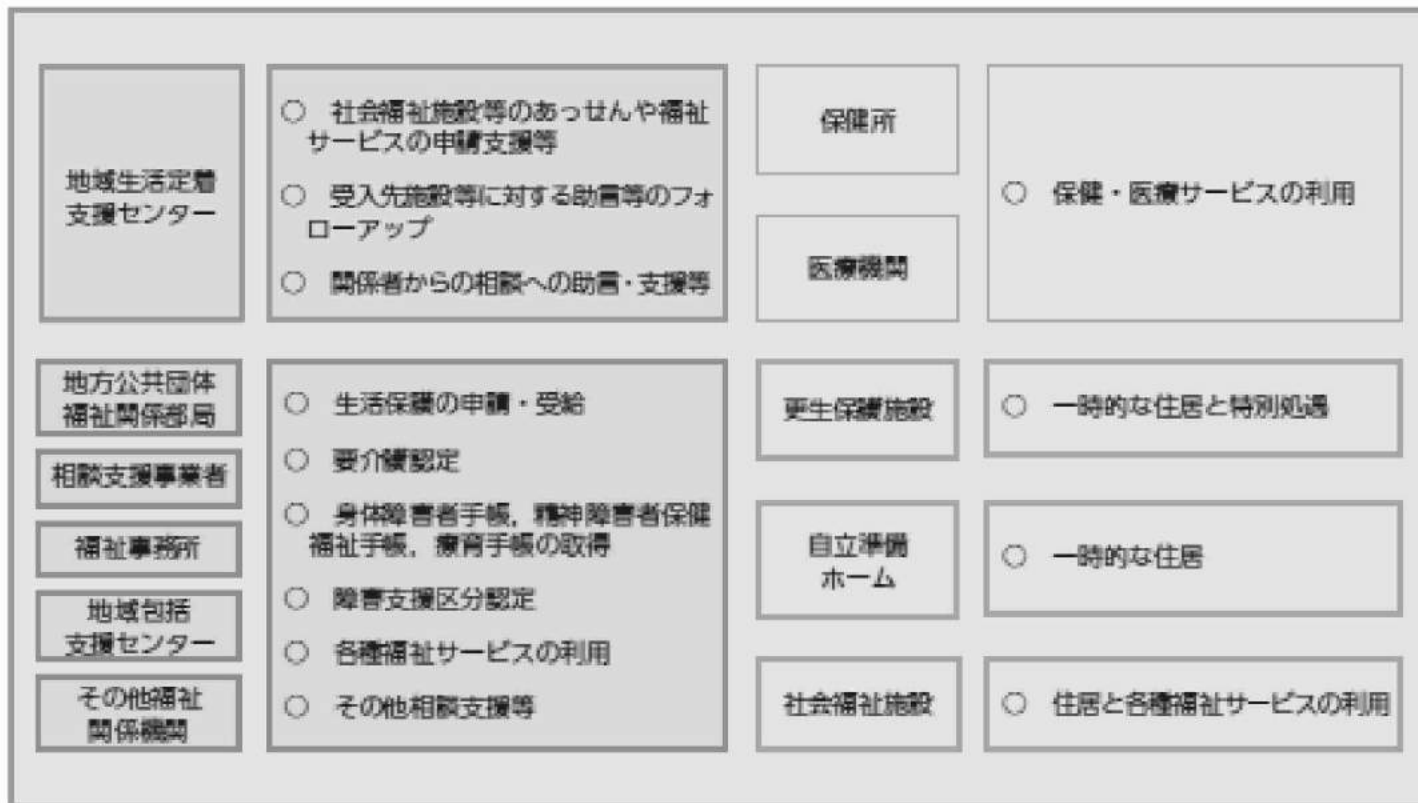 地域生活定着
支援センター
○ 社会福祉施設等のあっせんや福祉
サービスの申請支援等
○ 受入先施設等に対する助言等のフォ
ローアップ
○ 関係者からの相談への助言・支援等
保健所
医療機関
○ 保健・医療サービスの利用
地方公共団体
福祉関係部局
相談支援事業者
福祉事務所
地域包括
支援センター
その他福祉
関係機関
○ 生活保護の申請・受給
○ 要介護認定
○ 身体障害者手帳，精神障害者保健
福祉手帳，療育手帳の取得
○ 障害支援区分認定
○ 各種福祉サービスの利用
○ その他相談支援等
更生保護施設
○ 一時的な住居と特別処遇
自立準備
ホーム
○ 一時的な住居
社会福祉施設
○ 住居と各種福祉サービスの利用